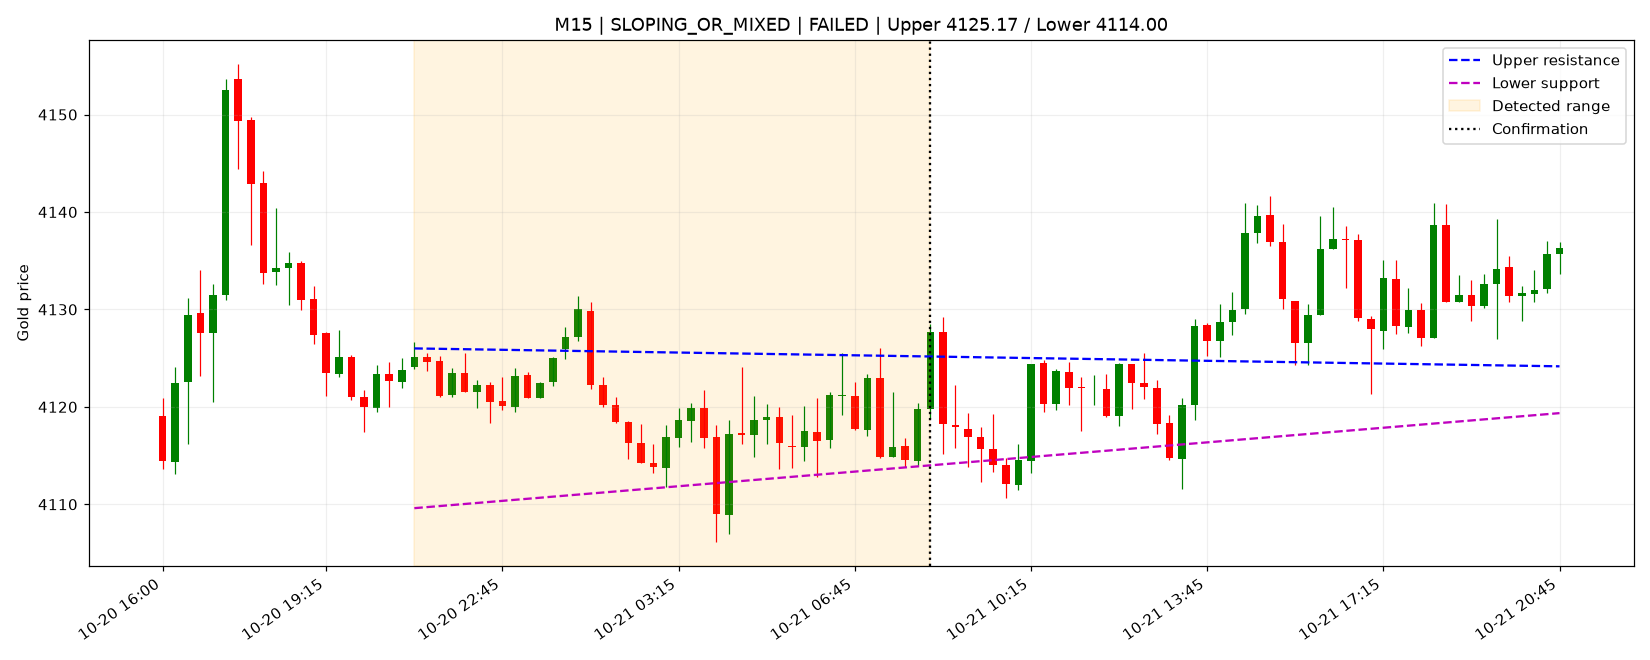 M15 | SLOPING_OR_MIXED | FAILED | Upper 4125.17 / Lower 4114.00
Upper resistance
Lower support
Detected range
Confirmation
Gold price
4150
4140
4130
4120
4110
10-20 16:00
10-20 19:15
10-20 22:45
10-21 03:15
10-21 06:45
10-21 10:15
10-21 13:45
10-21 17:15
10-21 20:45